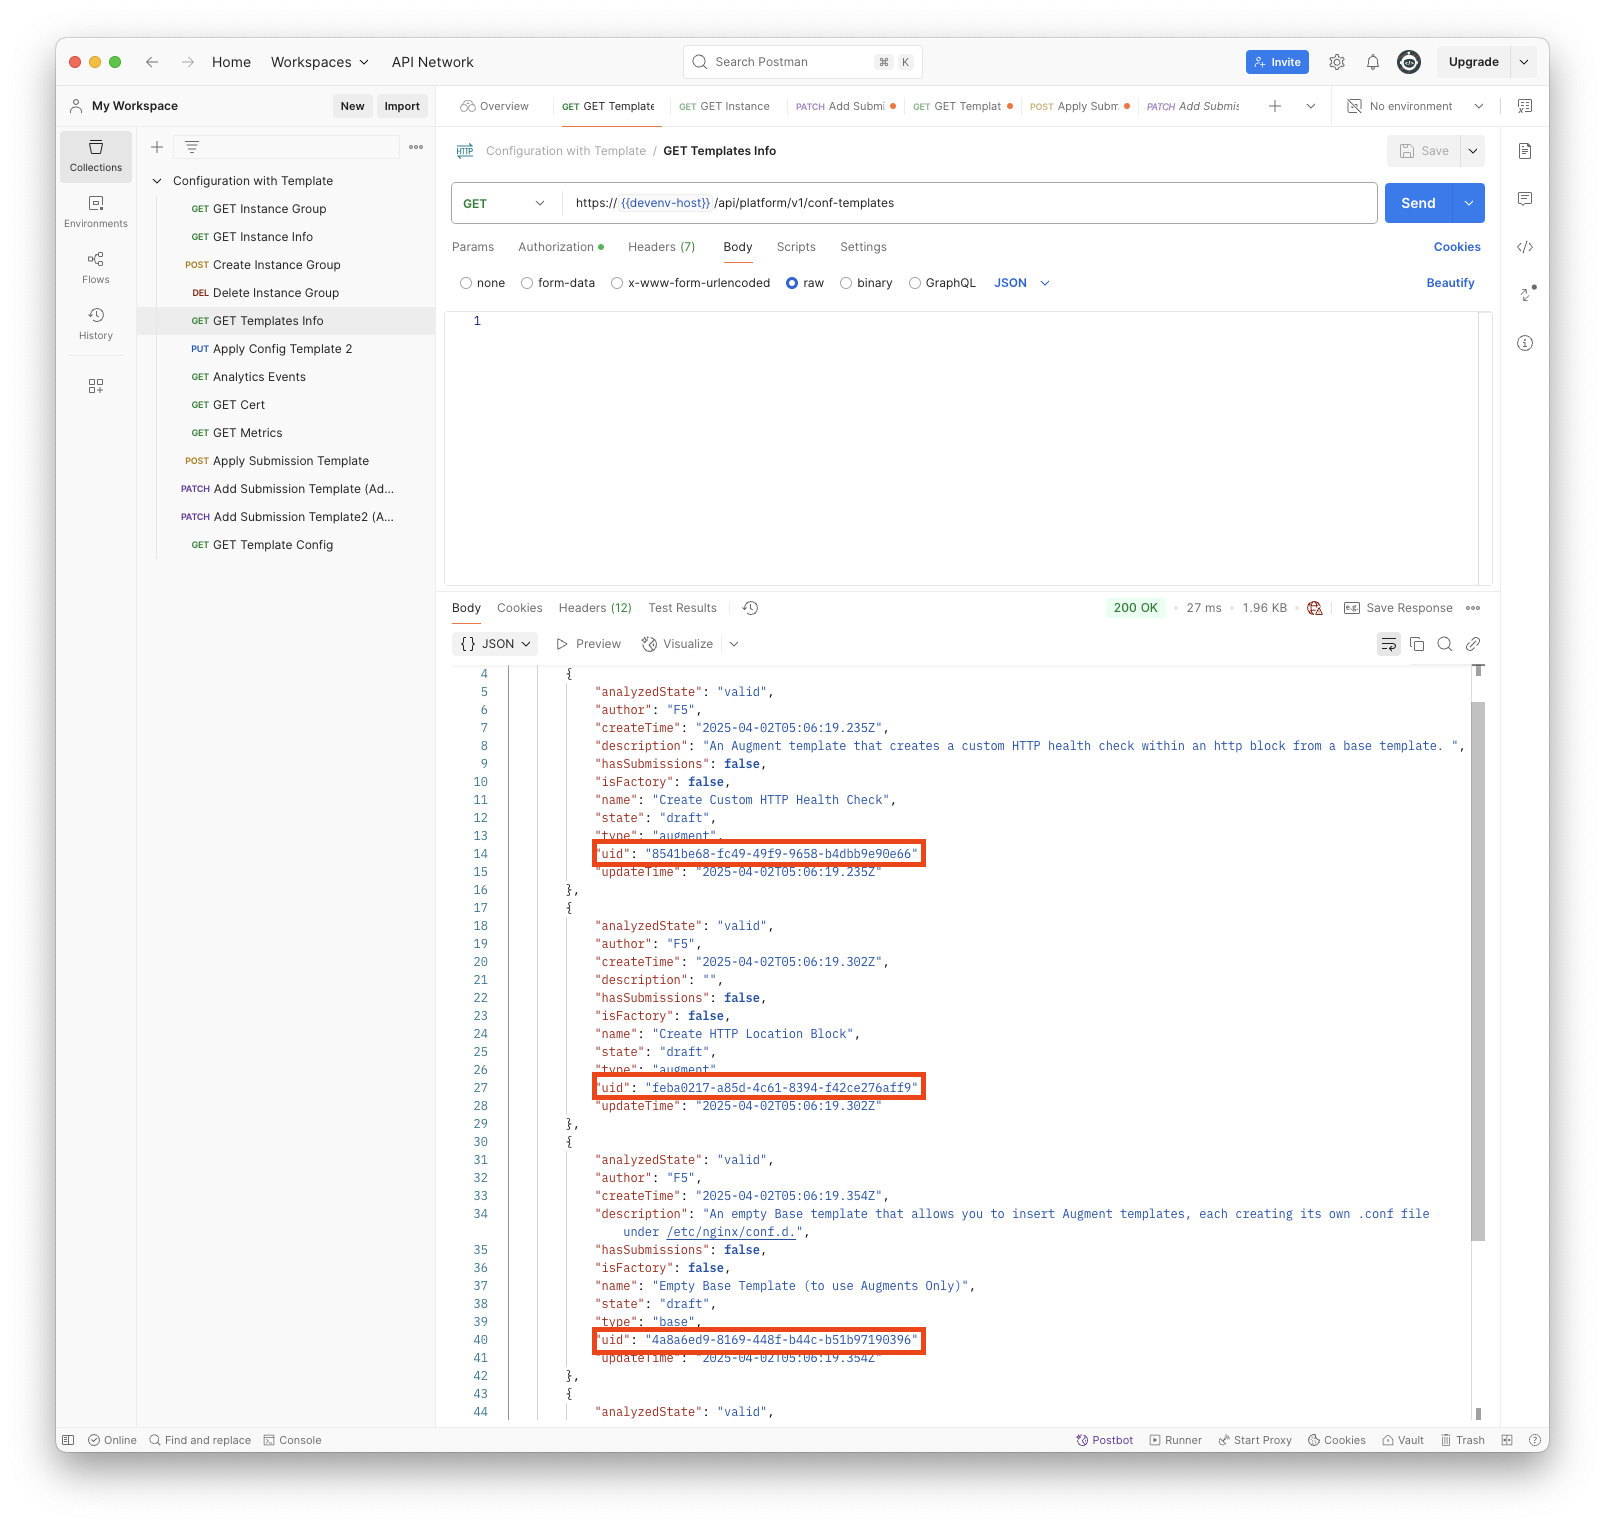 Home
Workspaces
API Network
Search Postman
⌘ K
Invite
Upgrade
My Workspace
New
Import
Overview
GET GET Template
GET GET Instance
PATCH Add Submi
GET GET Templat
POST Apply Subm
PATCH Add Submis
No environment
Collections
Environments
Flows
History
Configuration with Template
GET GET Instance Group
GET GET Instance Info
POST Create Instance Group
DEL Delete Instance Group
GET GET Templates Info
PUT Apply Config Template 2
GET Analytics Events
GET GET Cert
GET GET Metrics
POST Apply Submission Template
PATCH Add Submission Template (Ad...
PATCH Add Submission Template2 (A...
GET GET Template Config
HTTP Configuration with Template / GET Templates Info
Save
GET
https://{{devenv-host}}/api/platform/v1/conf-templates
Send
Params Authorization Headers (7) Body Scripts Settings Cookies
none form-data x-www-form-urlencoded raw binary GraphQL JSON Beautify
1
Body Cookies Headers (12) Test Results
200 OK • 27 ms • 1.96 KB • e.g. Save Response
{} JSON Preview Visualize
4 {
5 "analyzedState": "valid",
6 "author": "F5",
7 "createTime": "2025-04-02T05:06:19.235Z",
8 "description": "An Augment template that creates a custom HTTP health check within an http block from a base template. ",
9 "hasSubmissions": false,
10 "isFactory": false,
11 "name": "Create Custom HTTP Health Check",
12 "state": "draft",
13 "type": "augment",
14 "uid": "8541be68-fc49-49f9-9658-b4dbb9e90e66"
15 "updateTime": "2025-04-02T05:06:19.235Z"
16 },
17 {
18 "analyzedState": "valid",
19 "author": "F5",
20 "createTime": "2025-04-02T05:06:19.302Z",
21 "description": "",
22 "hasSubmissions": false,
23 "isFactory": false,
24 "name": "Create HTTP Location Block",
25 "state": "draft",
26 "type": "augment"
27 "uid": "feba0217-a85d-4c61-8394-f42ce276aff9"
28 "updateTime": "2025-04-02T05:06:19.302Z"
29 },
30 {
31 "analyzedState": "valid",
32 "author": "F5",
33 "createTime": "2025-04-02T05:06:19.354Z",
34 "description": "An empty Base template that allows you to insert Augment templates, each creating its own .conf file
under /etc/nginx/conf.d.",
35 "hasSubmissions": false,
36 "isFactory": false,
37 "name": "Empty Base Template (to use Augments Only)",
38 "state": "draft",
39 "type": "base",
40 "uid": "4a8a6ed9-8169-448f-b44c-b51b97190396"
41 "updateTime": "2025-04-02T05:06:19.354Z"
42 },
43 {
44 "analyzedState": "valid",
Online Find and replace Console Postbot Runner Start Proxy Cookies Vault Trash